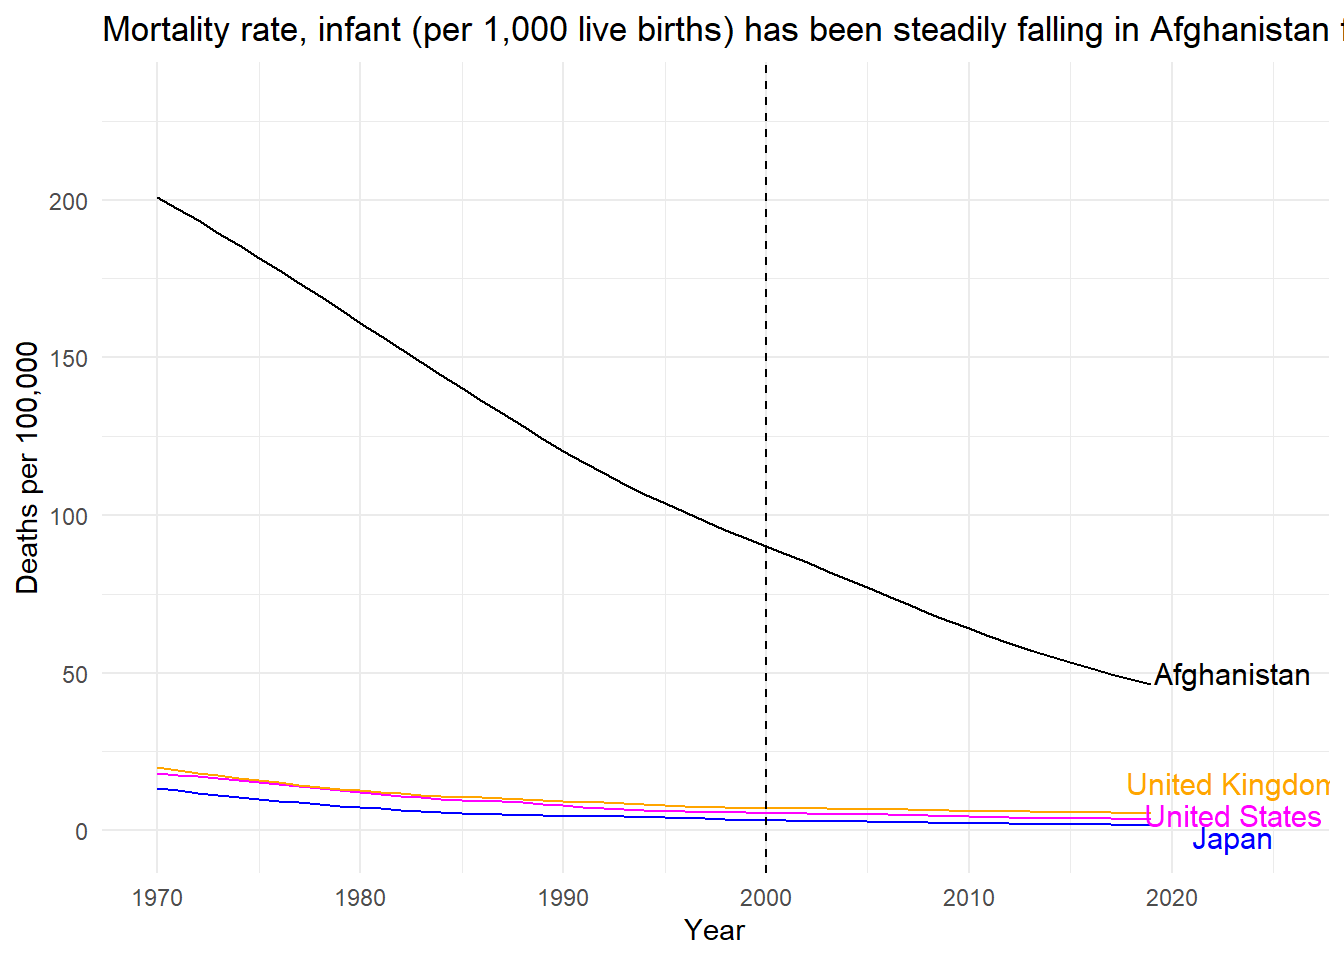 Mortality rate, infant (per 1,000 live births) has been steadily falling in Afghanistan
Deaths per 100,000
200
150
100
50
0
Afghanistan
United Kingdom
United States
Japan
1970 1980 1990 2000 2010 2020
Year